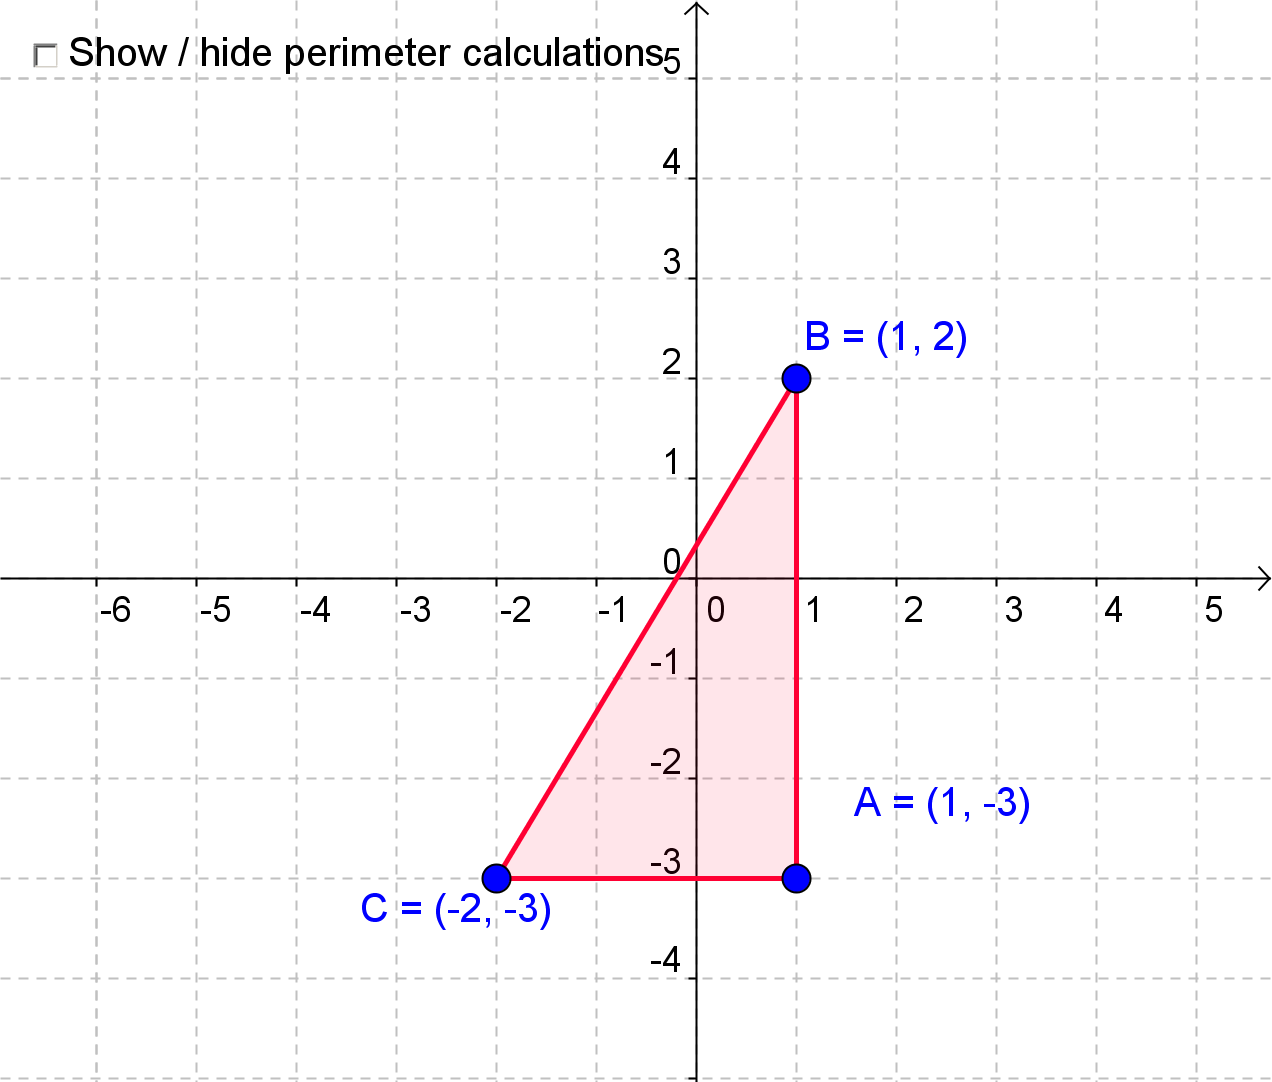 Show / hide perimeter calculations
5
4
3
B = (1, 2)
2
1
0
-6 -5 -4 -3 -2 -1 0 1 2 3 4 5
-1
-2
A = (1, -3)
-3
C = (-2, -3)
-4